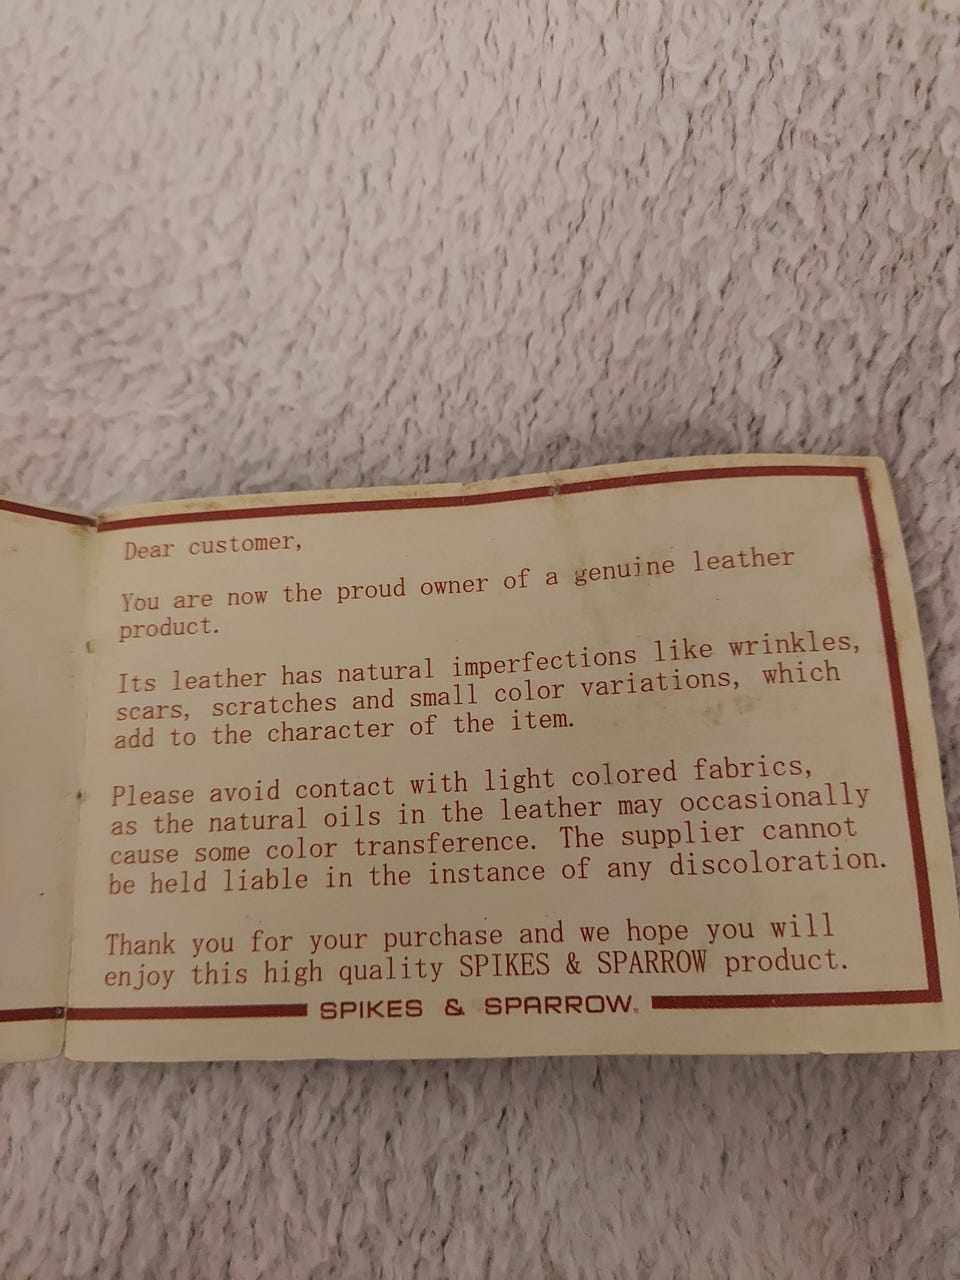 Dear customer,
You are now the proud owner of a genuine leather
product.
Its leather has natural imperfections like wrinkles,
scars, scratches and small color variations, which
add to the character of the item.
Please avoid contact with light colored fabrics,
as the natural oils in the leather may occasionally
cause some color transference. The supplier cannot
be held liable in the instance of any discoloration.
Thank you for your purchase and we hope you will
enjoy this high quality SPIKES & SPARROW product.
SPIKES & SPARROW®